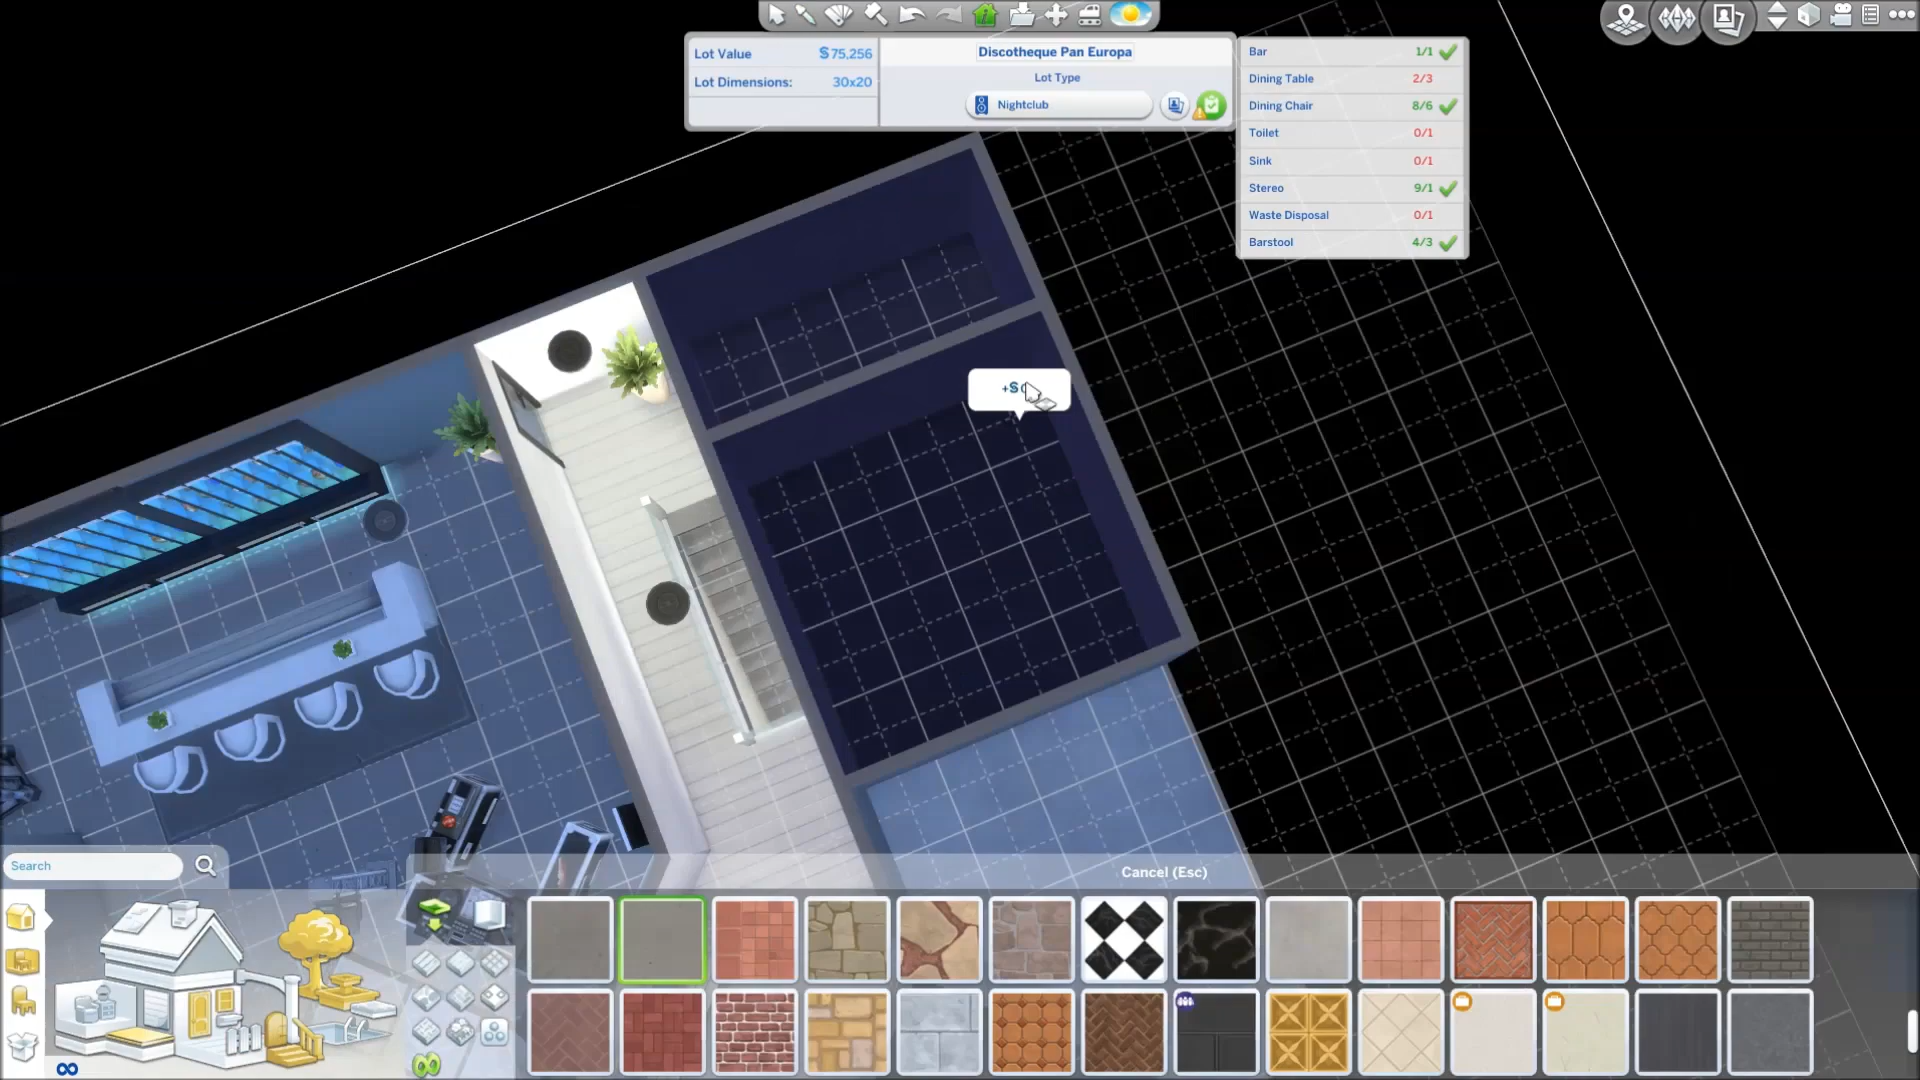 Lot Value §75,256
Lot Dimensions: 30x20
Discotheque Pan Europa
Lot Type
Nightclub
Bar 1/1
Dining Table 2/3
Dining Chair 8/6
Toilet 0/1
Sink 0/1
Stereo 9/1
Waste Disposal 0/1
Barstool 4/3
+§
Search
Cancel (Esc)